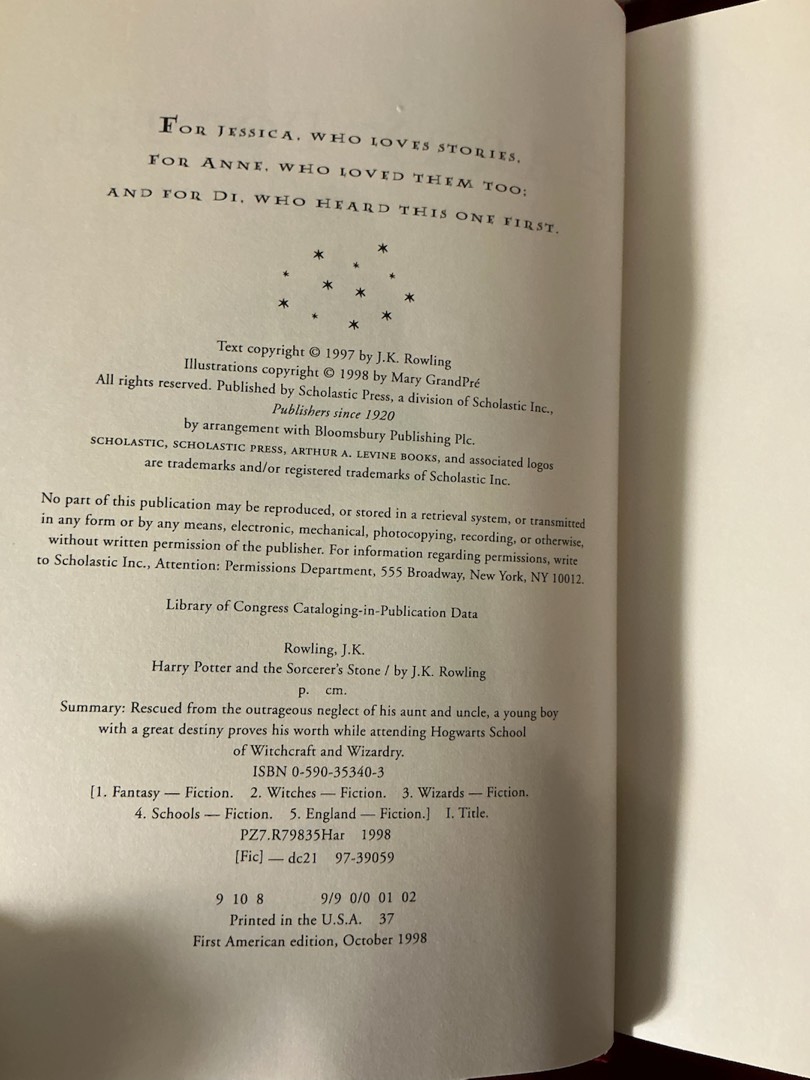 FOR JESSICA, WHO LOVES STORIES,
FOR ANNE, WHO LOVED THEM TOO;
AND FOR DI, WHO HEARD THIS ONE FIRST.
Text copyright © 1997 by J.K. Rowling
Illustrations copyright © 1998 by Mary GrandPré
All rights reserved. Published by Scholastic Press, a division of Scholastic Inc.,
Publishers since 1920
by arrangement with Bloomsbury Publishing Plc.
SCHOLASTIC, SCHOLASTIC PRESS, ARTHUR A. LEVINE BOOKS, and associated logos
are trademarks and/or registered trademarks of Scholastic Inc.
No part of this publication may be reproduced, or stored in a retrieval system, or transmitted
in any form or by any means, electronic, mechanical, photocopying, recording, or otherwise,
without written permission of the publisher. For information regarding permissions, write
to Scholastic Inc., Attention: Permissions Department, 555 Broadway, New York, NY 10012.
Library of Congress Cataloging-in-Publication Data
Rowling, J.K.
Harry Potter and the Sorcerer's Stone / by J.K. Rowling
p. cm.
Summary: Rescued from the outrageous neglect of his aunt and uncle, a young boy
with a great destiny proves his worth while attending Hogwarts School
of Witchcraft and Wizardry.
ISBN 0-590-35340-3
[1. Fantasy — Fiction. 2. Witches — Fiction. 3. Wizards — Fiction.
4. Schools — Fiction. 5. England — Fiction.] I. Title.
PZ7.R79835Har 1998
[Fic] — dc21 97-39059
9 10 8 9/9 0/0 01 02
Printed in the U.S.A. 37
First American edition, October 1998